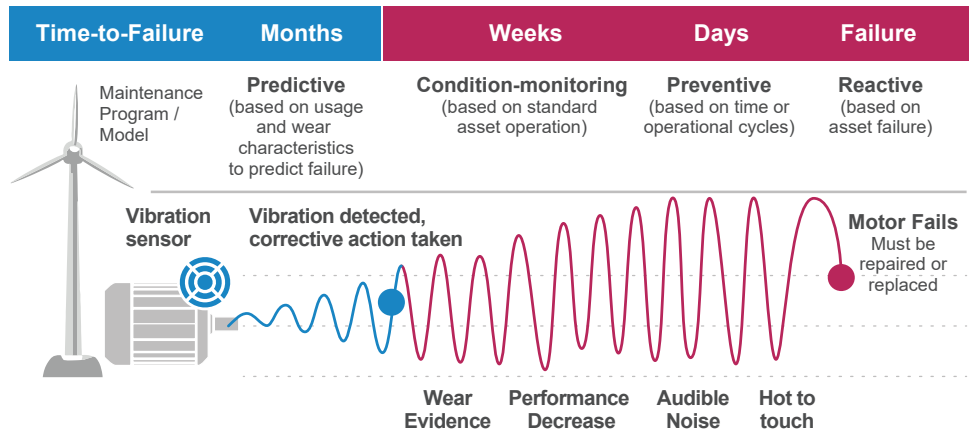 Time-to-Failure Months Weeks Days Failure
Maintenance
Program /
Model
Predictive
(based on usage
and wear
characteristics
to predict failure)
Condition-monitoring
(based on standard
asset operation)
Preventive
(based on time or
operational cycles)
Reactive
(based on
asset failure)
Vibration
sensor
Vibration detected,
corrective action taken
Motor Fails
Must be
repaired or
replaced
Wear
Evidence
Performance
Decrease
Audible
Noise
Hot to
touch